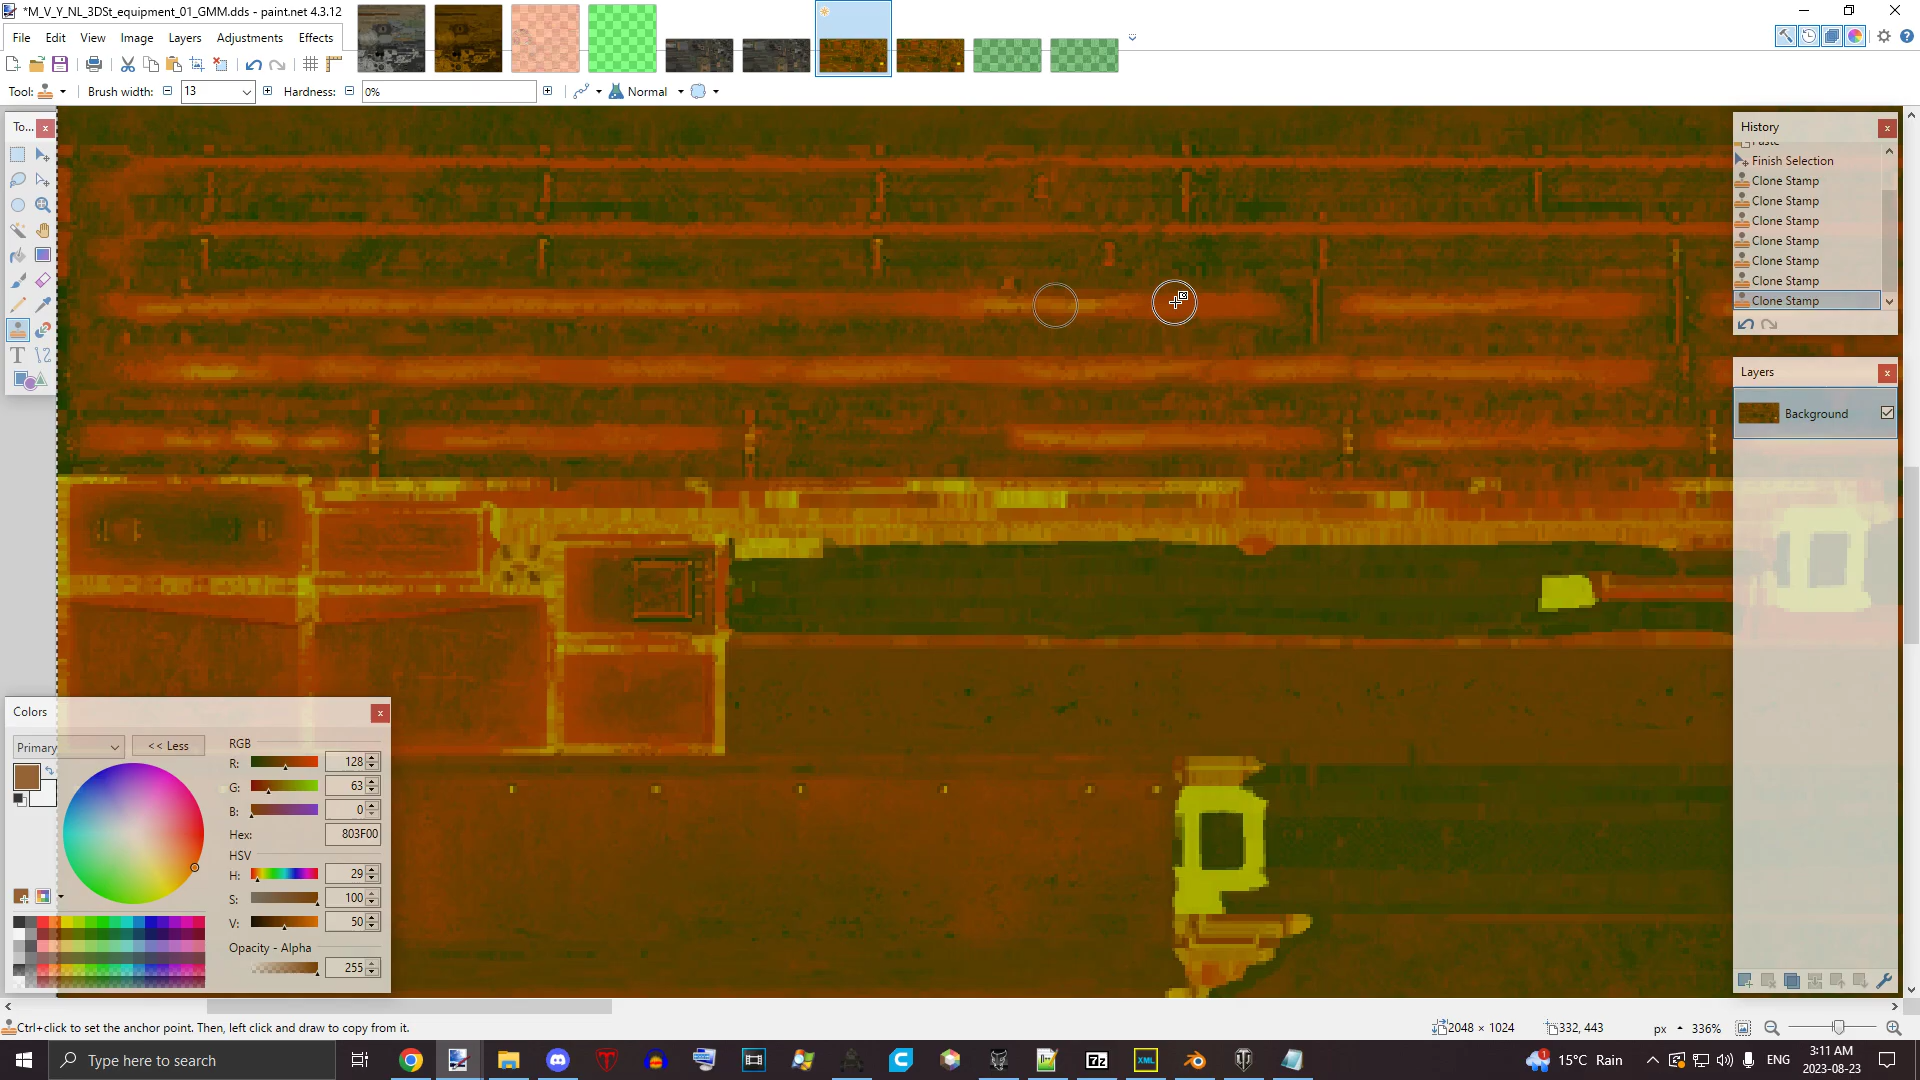 *M_V_Y_NL_3DSt_equipment_01_GMM.dds - paint.net 4.3.12
File Edit View Image Layers Adjustments Effects
Tool: Brush width: 13 Hardness: 0% Normal
To...
History
Paste
Finish Selection
Clone Stamp
Clone Stamp
Clone Stamp
Clone Stamp
Clone Stamp
Clone Stamp
Clone Stamp
Layers
Background
Colors
Primary << Less
RGB
R: 128
G: 63
B: 0
Hex: 803F00
HSV
H: 29
S: 100
V: 50
Opacity - Alpha
255
Ctrl+click to set the anchor point. Then, left click and draw to copy from it.
2048 × 1024 332, 443 px 336%
Type here to search
7z
XML
1
15°C Rain
ENG
3:11 AM
2023-08-23